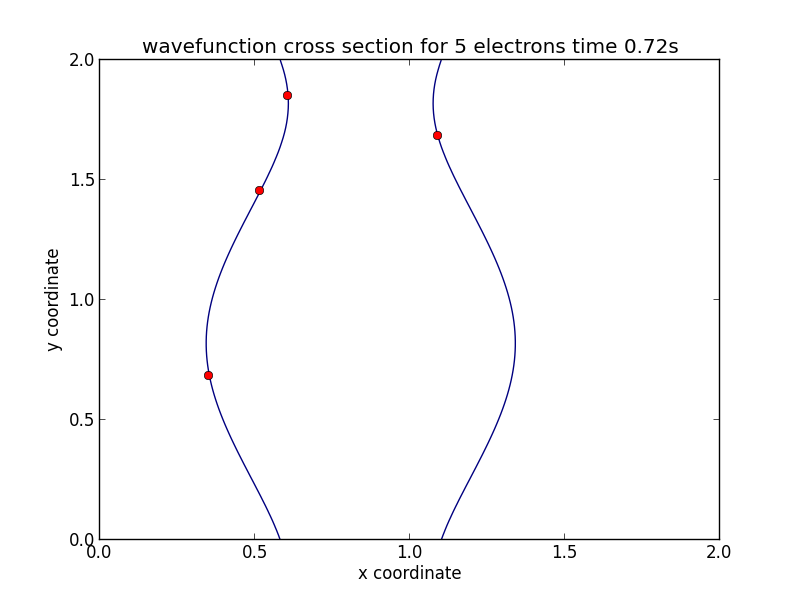 wavefunction cross section for 5 electrons time 0.72s
2.0
1.5
1.0
0.5
0.0
y coordinate
0.0 0.5 1.0 1.5 2.0
x coordinate